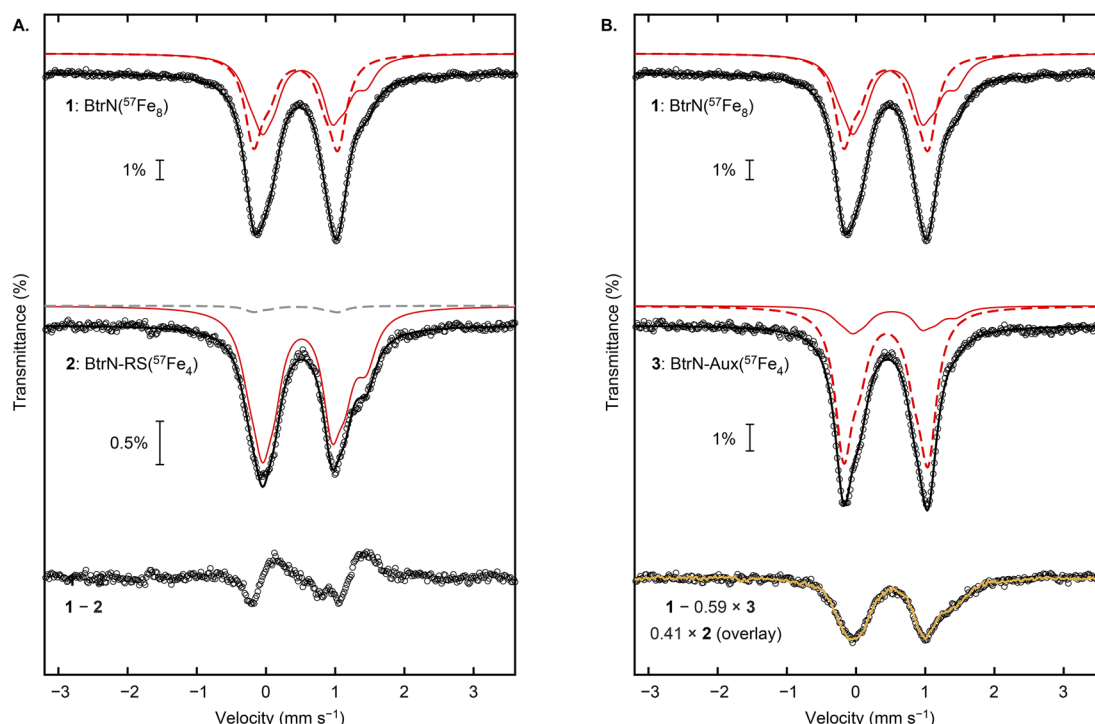 A.
1: BtrN(⁵⁷Fe₈)
1%
2: BtrN-RS(⁵⁷Fe₄)
0.5%
1 − 2
Transmittance (%)
−3 −2 −1 0 1 2 3
Velocity (mm s⁻¹)
B.
1: BtrN(⁵⁷Fe₈)
1%
3: BtrN-Aux(⁵⁷Fe₄)
1%
1 − 0.59 × 3
0.41 × 2 (overlay)
Transmittance (%)
−3 −2 −1 0 1 2 3
Velocity (mm s⁻¹)